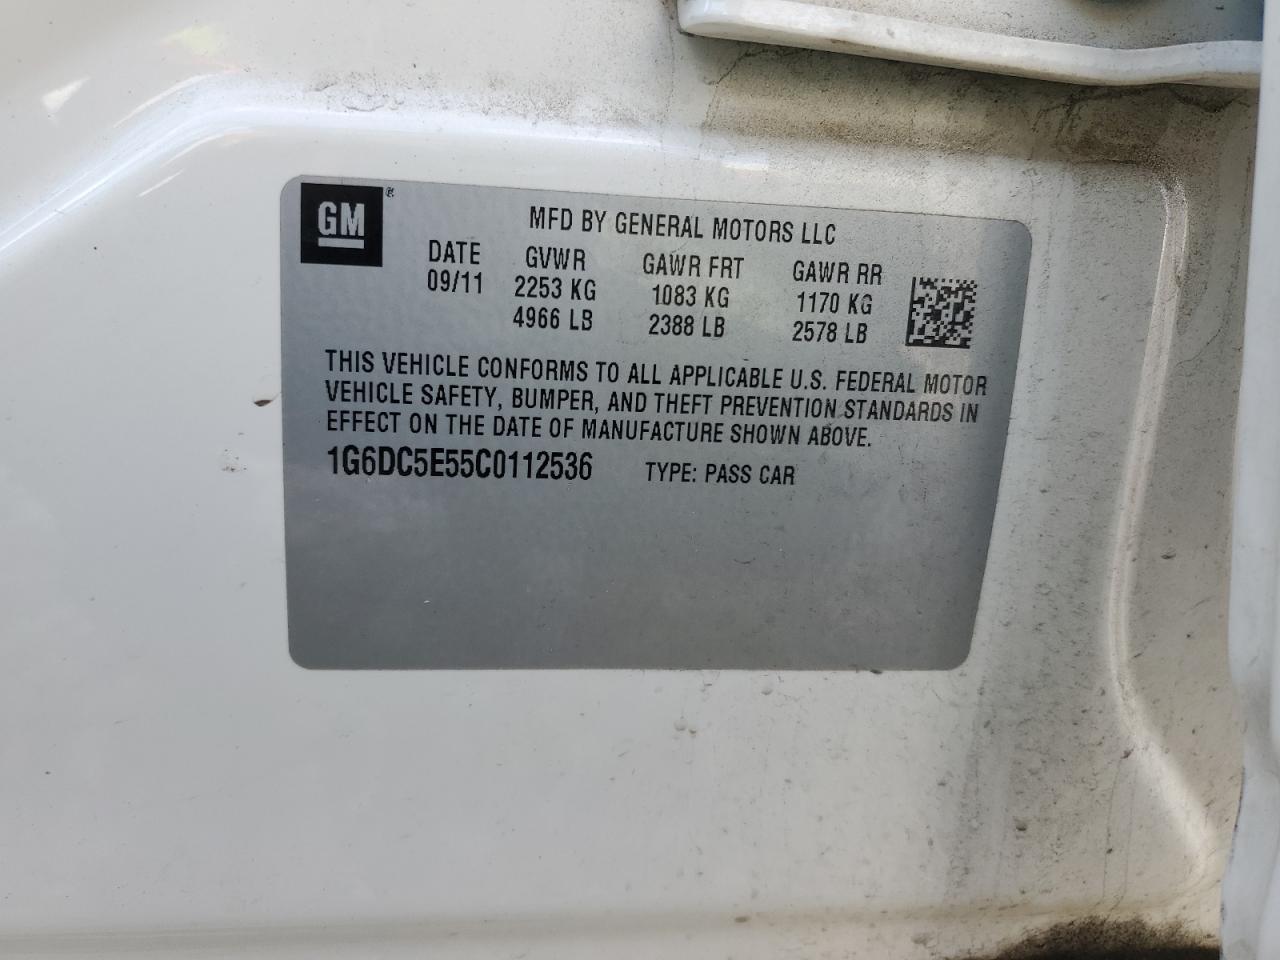 GM®
MFD BY GENERAL MOTORS LLC
DATE GVWR GAWR FRT GAWR RR
09/11 2253 KG 1083 KG 1170 KG
4966 LB 2388 LB 2578 LB
THIS VEHICLE CONFORMS TO ALL APPLICABLE U.S. FEDERAL MOTOR
VEHICLE SAFETY, BUMPER, AND THEFT PREVENTION STANDARDS IN
EFFECT ON THE DATE OF MANUFACTURE SHOWN ABOVE.
1G6DC5E55C0112536 TYPE: PASS CAR